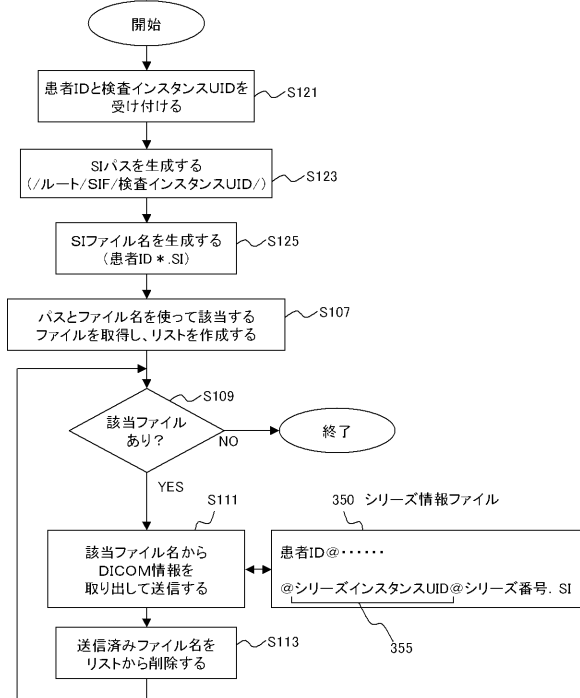 開始
患者IDと検査インスタンスUIDを
受け付ける
S121
SIパスを生成する
(/ルート/SIF/検査インスタンスUID/)
S123
SIファイル名を生成する
(患者ID＊.SI)
S125
パスとファイル名を使って該当する
ファイルを取得し、リストを作成する
S107
該当ファイル
あり?
S109
NO
終了
YES
S111
該当ファイル名から
DICOM情報を
取り出して送信する
350 シリーズ情報ファイル
患者ID@・・・・・・
@シリーズインスタンスUID@シリーズ番号. SI
355
送信済みファイル名を
リストから削除する
S113